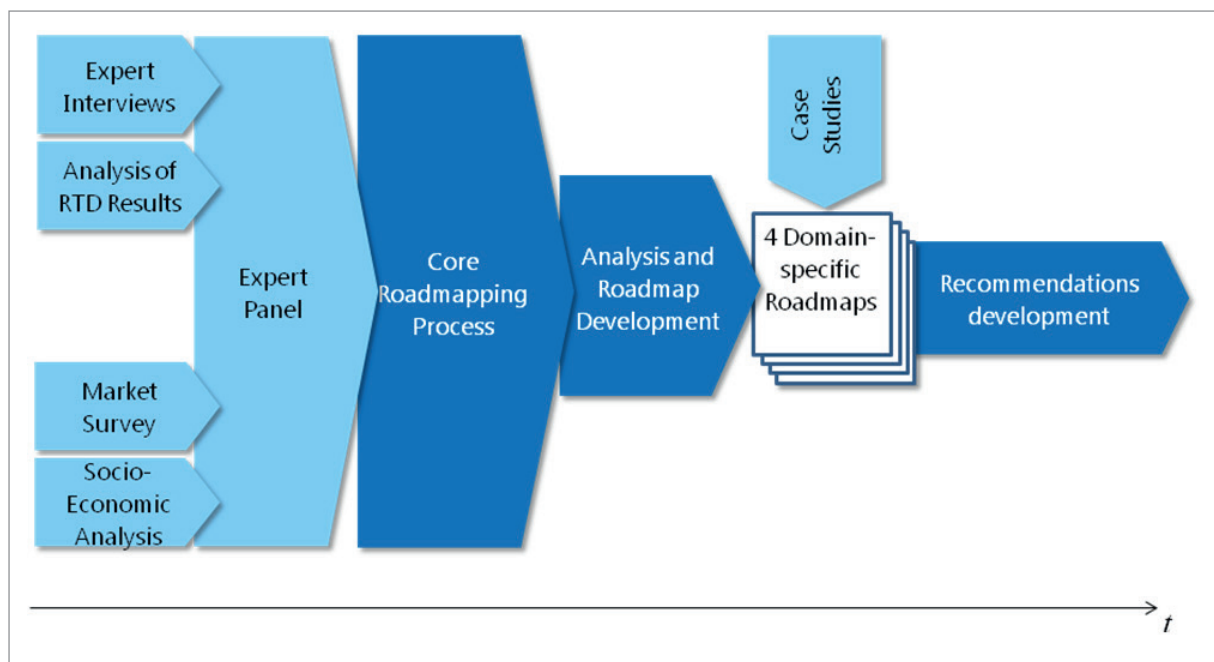 Expert
Interviews
Analysis of
RTD Results
Market
Survey
Socio-
Economic
Analysis
Expert
Panel
Core
Roadmapping
Process
Analysis and
Roadmap
Development
Case
Studies
4 Domain-
specific
Roadmaps
Recommendations
development
t